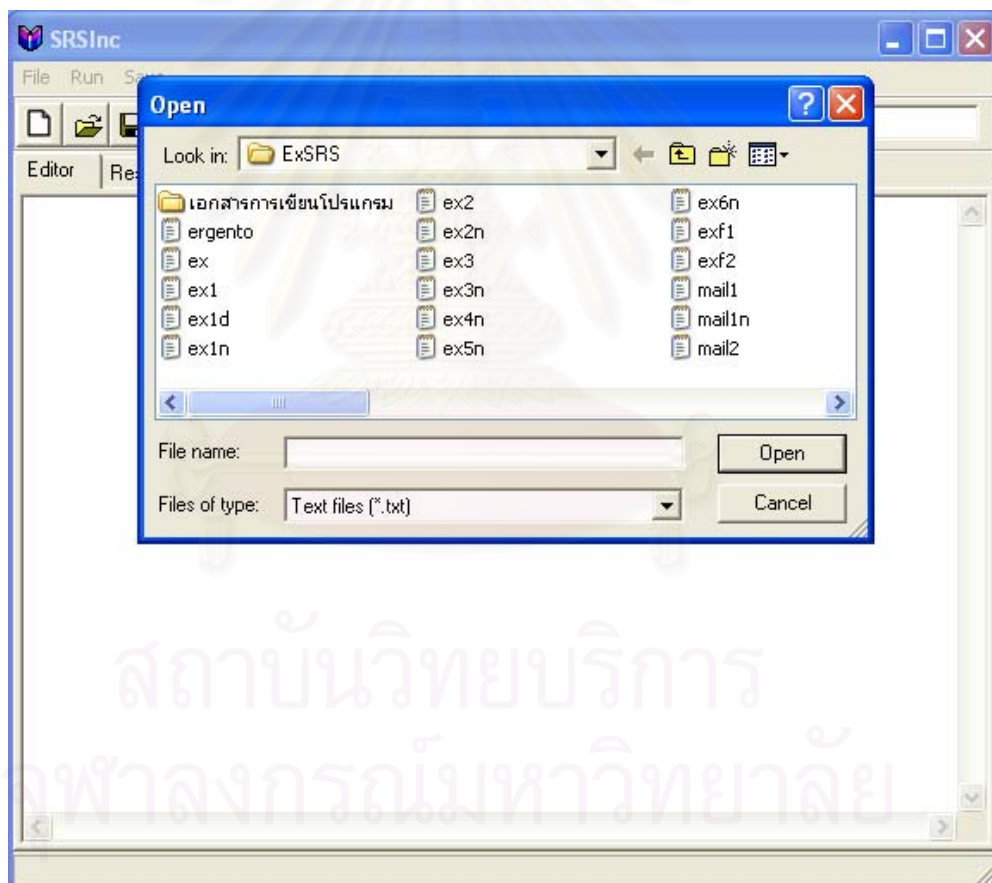 SRSInc
File Run
Open
Look in: ExSRS
Editor
เอกสารการเขียนโปรแกรม ex2 ex6n
ergento ex2n exf1
ex ex3 exf2
ex1 ex3n mail1
ex1d ex4n mail1n
ex1n ex5n mail2
File name: Open
Files of type: Text files (*.txt) Cancel
สถาบันวิทยบริการ
จุฬาลงกรณ์มหาวิทยาลัย